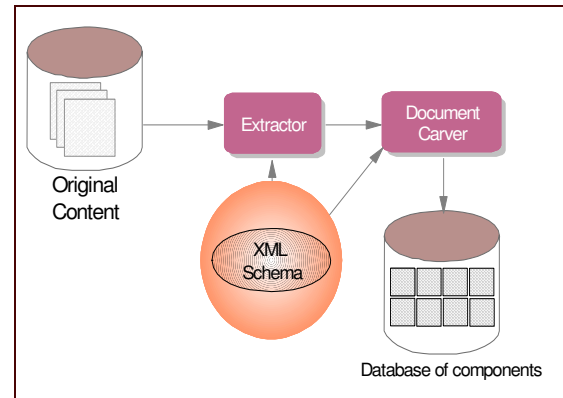 Original
Content
Extractor
Document
Carver
XML
Schema
Database of components